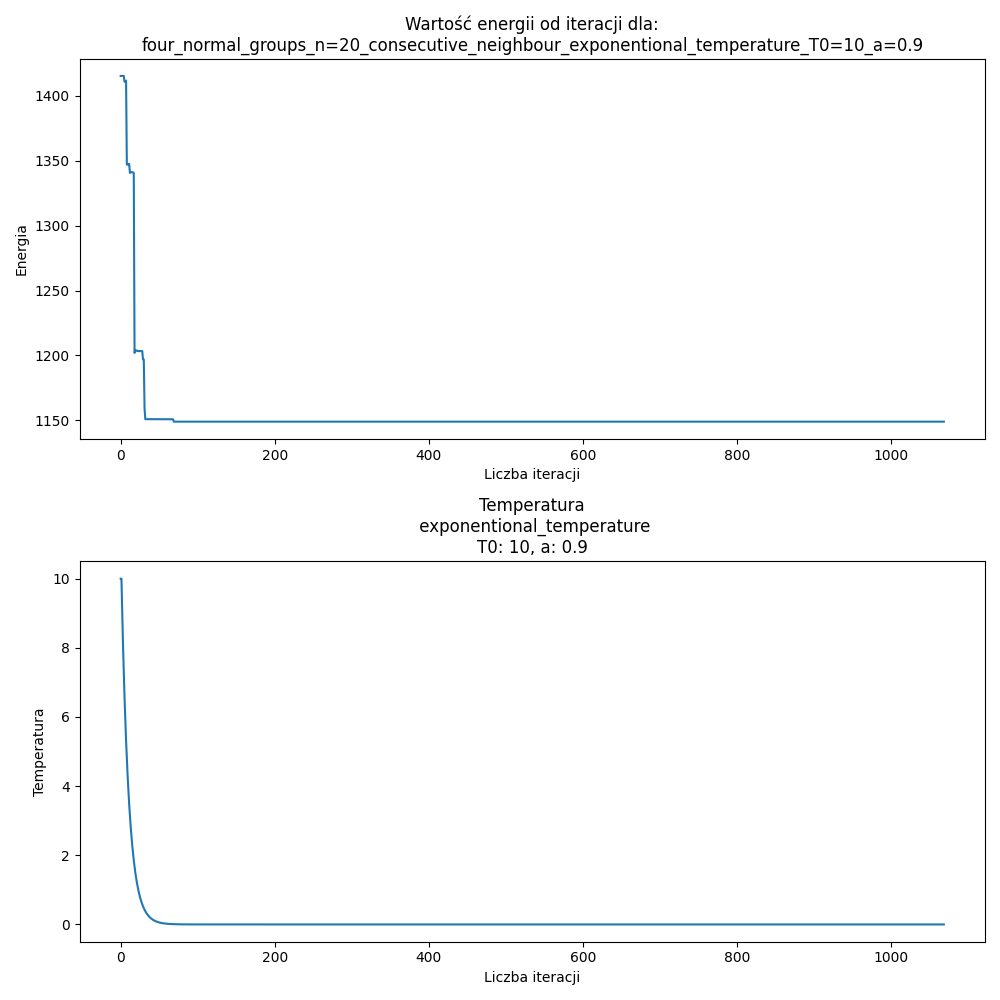 Wartość energii od iteracji dla:
four_normal_groups_n=20_consecutive_neighbour_exponentional_temperature_T0=10_a=0.9
1400
1350
1300
1250
1200
1150
Energia
0 200 400 600 800 1000
Liczba iteracji
Temperatura
exponentional_temperature
T0: 10, a: 0.9
10
8
6
4
2
0
Temperatura
0 200 400 600 800 1000
Liczba iteracji